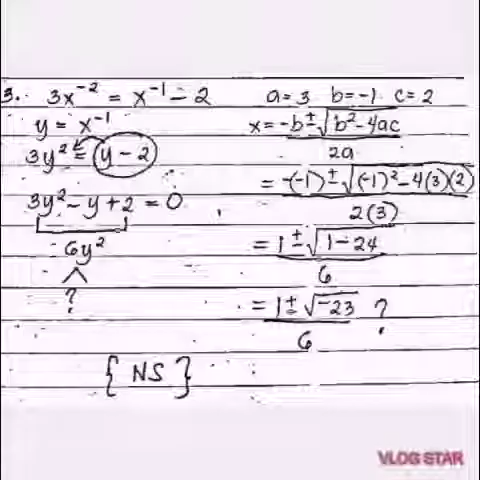 3. 3x⁻² = x⁻¹ - 2
y = x⁻¹
3y² = y - 2
3y² - y + 2 = 0
6y²
?
a = 3 b = -1 c = 2
x = -b ± √b² - 4ac
2a
= -(-1) ± √(-1)² - 4(3)(2)
2(3)
= 1 ± √1 - 24
6
= 1 ± √-23 ?
6
{ NS }
VLOG STAR